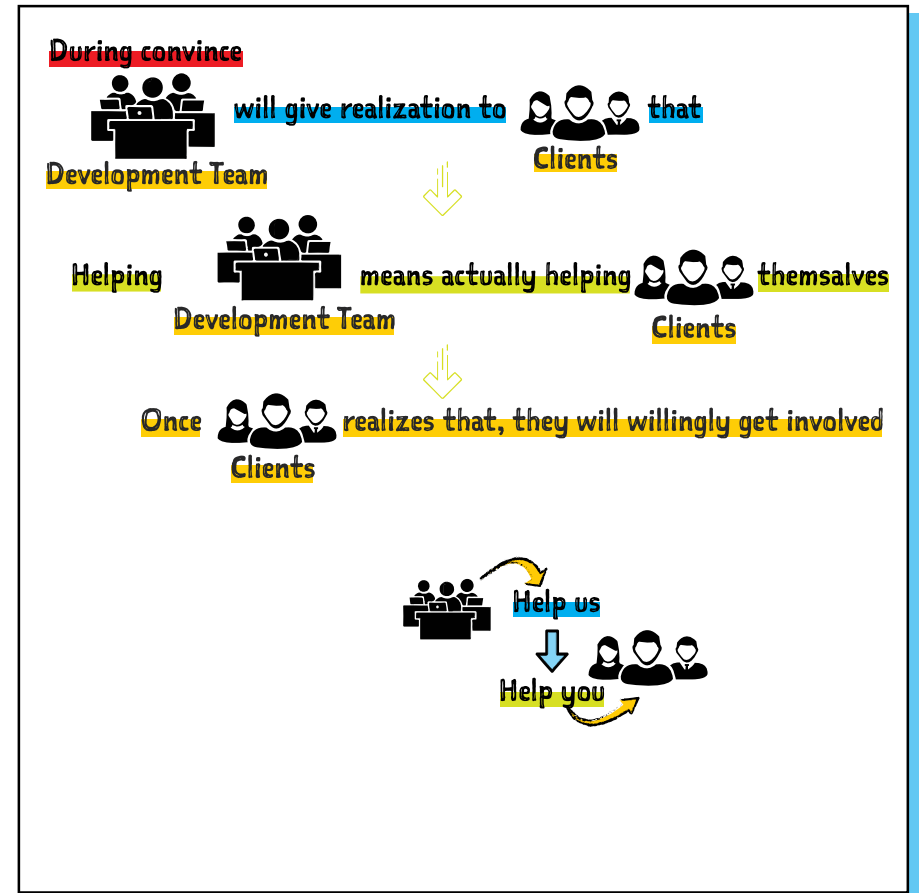 During convince
will give realization to that
Clients
Development Team
Helping means actually helping themsalves
Development Team
Clients
Once realizes that, they will willingly get involved
Clients
Help us
Help you